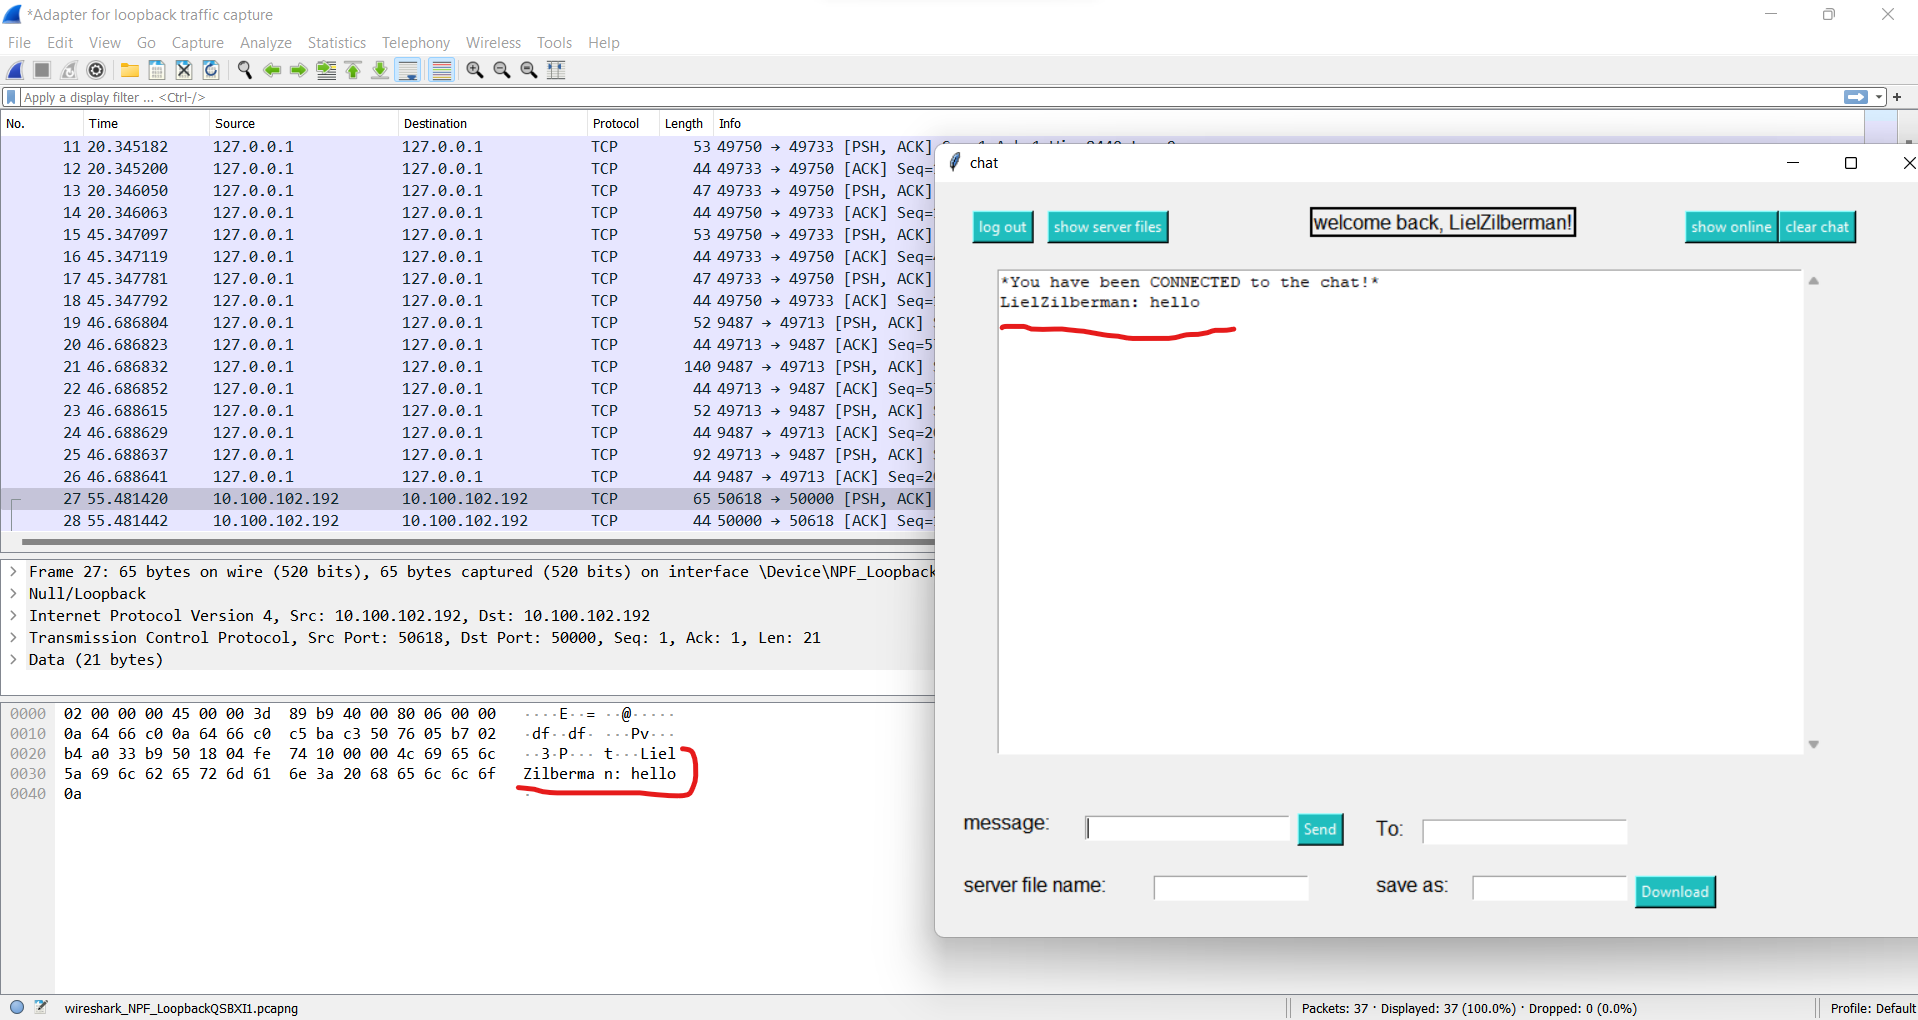 *Adapter for loopback traffic capture
File Edit View Go Capture Analyze Statistics Telephony Wireless Tools Help
Apply a display filter ... <Ctrl-/>
No. Time Source Destination Protocol Length Info
11 20.345182 127.0.0.1 127.0.0.1 TCP 53 49750 → 49733 [PSH, ACK]
12 20.345200 127.0.0.1 127.0.0.1 TCP 44 49733 → 49750 [ACK] Seq=
13 20.346050 127.0.0.1 127.0.0.1 TCP 47 49733 → 49750 [PSH, ACK]
14 20.346063 127.0.0.1 127.0.0.1 TCP 44 49750 → 49733 [ACK] Seq=
15 45.347097 127.0.0.1 127.0.0.1 TCP 53 49750 → 49733 [PSH, ACK]
16 45.347119 127.0.0.1 127.0.0.1 TCP 44 49733 → 49750 [ACK] Seq=
17 45.347781 127.0.0.1 127.0.0.1 TCP 47 49733 → 49750 [PSH, ACK]
18 45.347792 127.0.0.1 127.0.0.1 TCP 44 49750 → 49733 [ACK] Seq=
19 46.686804 127.0.0.1 127.0.0.1 TCP 52 9487 → 49713 [PSH, ACK]
20 46.686823 127.0.0.1 127.0.0.1 TCP 44 49713 → 9487 [ACK] Seq=5
21 46.686832 127.0.0.1 127.0.0.1 TCP 140 9487 → 49713 [PSH, ACK]
22 46.686852 127.0.0.1 127.0.0.1 TCP 44 49713 → 9487 [ACK] Seq=5
23 46.688615 127.0.0.1 127.0.0.1 TCP 52 49713 → 9487 [PSH, ACK]
24 46.688629 127.0.0.1 127.0.0.1 TCP 44 9487 → 49713 [ACK] Seq=2
25 46.688637 127.0.0.1 127.0.0.1 TCP 92 49713 → 9487 [PSH, ACK]
26 46.688641 127.0.0.1 127.0.0.1 TCP 44 9487 → 49713 [ACK] Seq=2
27 55.481420 10.100.102.192 10.100.102.192 TCP 65 50618 → 50000 [PSH, ACK]
28 55.481442 10.100.102.192 10.100.102.192 TCP 44 50000 → 50618 [ACK] Seq=
Frame 27: 65 bytes on wire (520 bits), 65 bytes captured (520 bits) on interface \Device\NPF_Loopback
Null/Loopback
Internet Protocol Version 4, Src: 10.100.102.192, Dst: 10.100.102.192
Transmission Control Protocol, Src Port: 50618, Dst Port: 50000, Seq: 1, Ack: 1, Len: 21
Data (21 bytes)
0000 02 00 00 00 45 00 00 3d 89 b9 40 00 80 06 00 00 ····E··= ··@·····
0010 0a 64 66 c0 0a 64 66 c0 c5 ba c3 50 76 05 b7 02 ·df··df· ···Pv···
0020 b4 a0 33 b9 50 18 04 fe 74 10 00 00 4c 69 65 6c ··3·P··· t···Liel
0030 5a 69 6c 62 65 72 6d 61 6e 3a 20 68 65 6c 6c 6f Zilberma n: hello
0040 0a ·
wireshark_NPF_LoopbackQSBXI1.pcapng Packets: 37 · Displayed: 37 (100.0%) · Dropped: 0 (0.0%) Profile: Default
chat
log out show server files welcome back, LielZilberman! show online clear chat
*You have been CONNECTED to the chat!*
LielZilberman: hello
message: Send To:
server file name: save as: Download